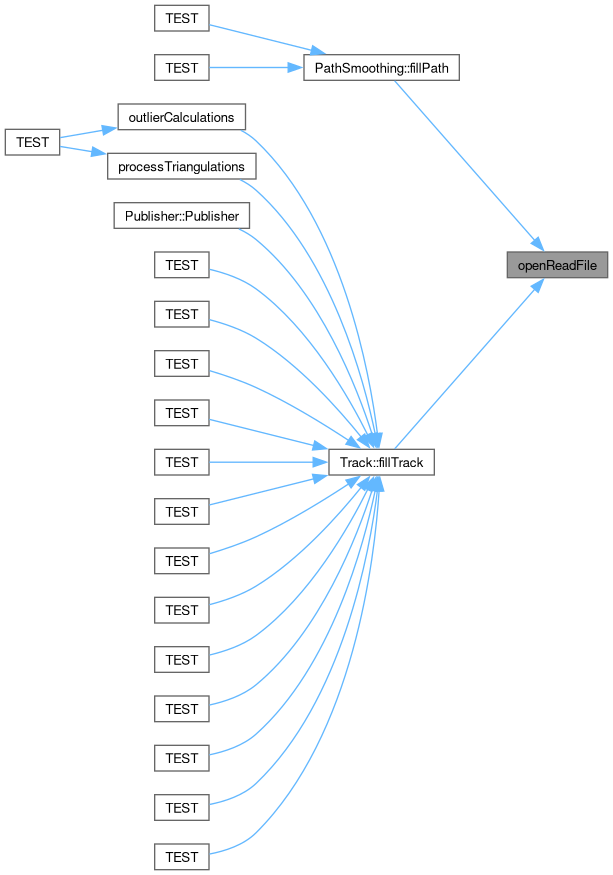 TEST
PathSmoothing::fillPath
TEST
outlierCalculations
TEST
processTriangulations
Publisher::Publisher
TEST
openReadFile
TEST
TEST
TEST
TEST
Track::fillTrack
TEST
TEST
TEST
TEST
TEST
TEST
TEST
TEST